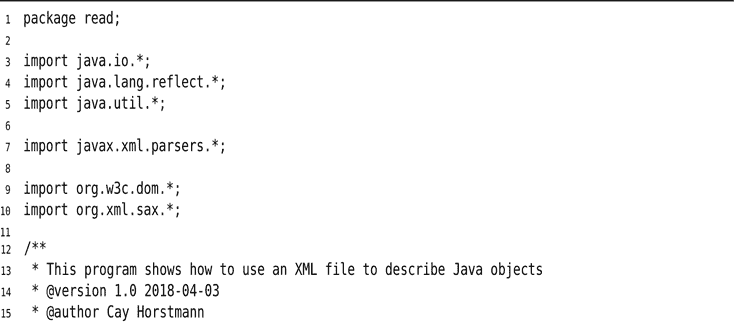 1 package read;
2
3 import java.io.*;
4 import java.lang.reflect.*;
5 import java.util.*;
6
7 import javax.xml.parsers.*;
8
9 import org.w3c.dom.*;
10 import org.xml.sax.*;
11
12 /**
13  * This program shows how to use an XML file to describe Java objects
14  * @version 1.0 2018-04-03
15  * @author Cay Horstmann